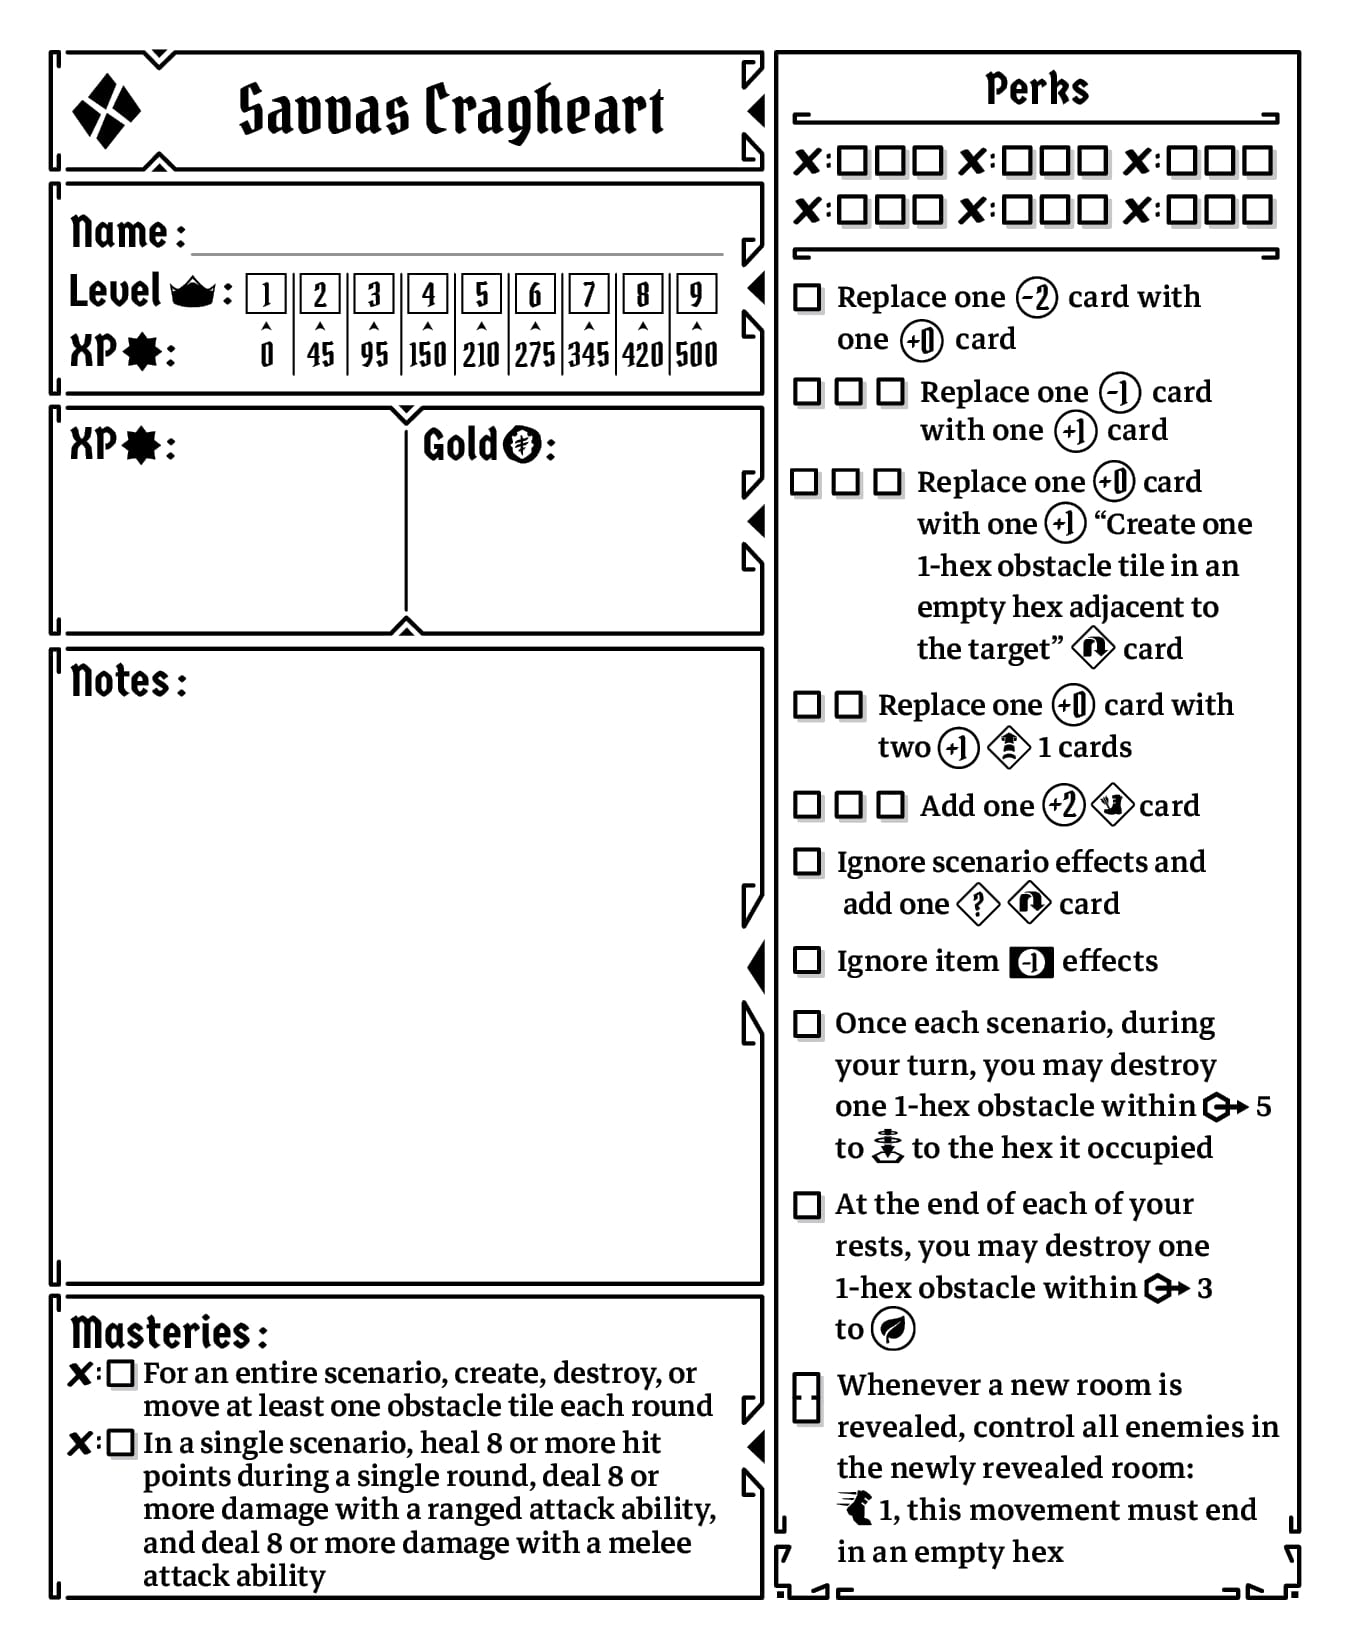 Savvas Cragheart
Name:
Level :
1 2 3 4 5 6 7 8 9
XP :
0 45 95 150 210 275 345 420 500
XP :
Gold :
Notes:
Masteries:
X: For an entire scenario, create, destroy, or
move at least one obstacle tile each round
X: In a single scenario, heal 8 or more hit
points during a single round, deal 8 or
more damage with a ranged attack ability,
and deal 8 or more damage with a melee
attack ability
Perks
X: X: X:
X: X: X:
Replace one -2 card with
one +0 card
Replace one -1 card
with one +1 card
Replace one +0 card
with one +1 “Create one
1-hex obstacle tile in an
empty hex adjacent to
the target” card
Replace one +0 card with
two +1 1 cards
Add one +2 card
Ignore scenario effects and
add one ? card
Ignore item -1 effects
Once each scenario, during
your turn, you may destroy
one 1-hex obstacle within 5
to to the hex it occupied
At the end of each of your
rests, you may destroy one
1-hex obstacle within 3
to
Whenever a new room is
revealed, control all enemies in
the newly revealed room:
1, this movement must end
in an empty hex